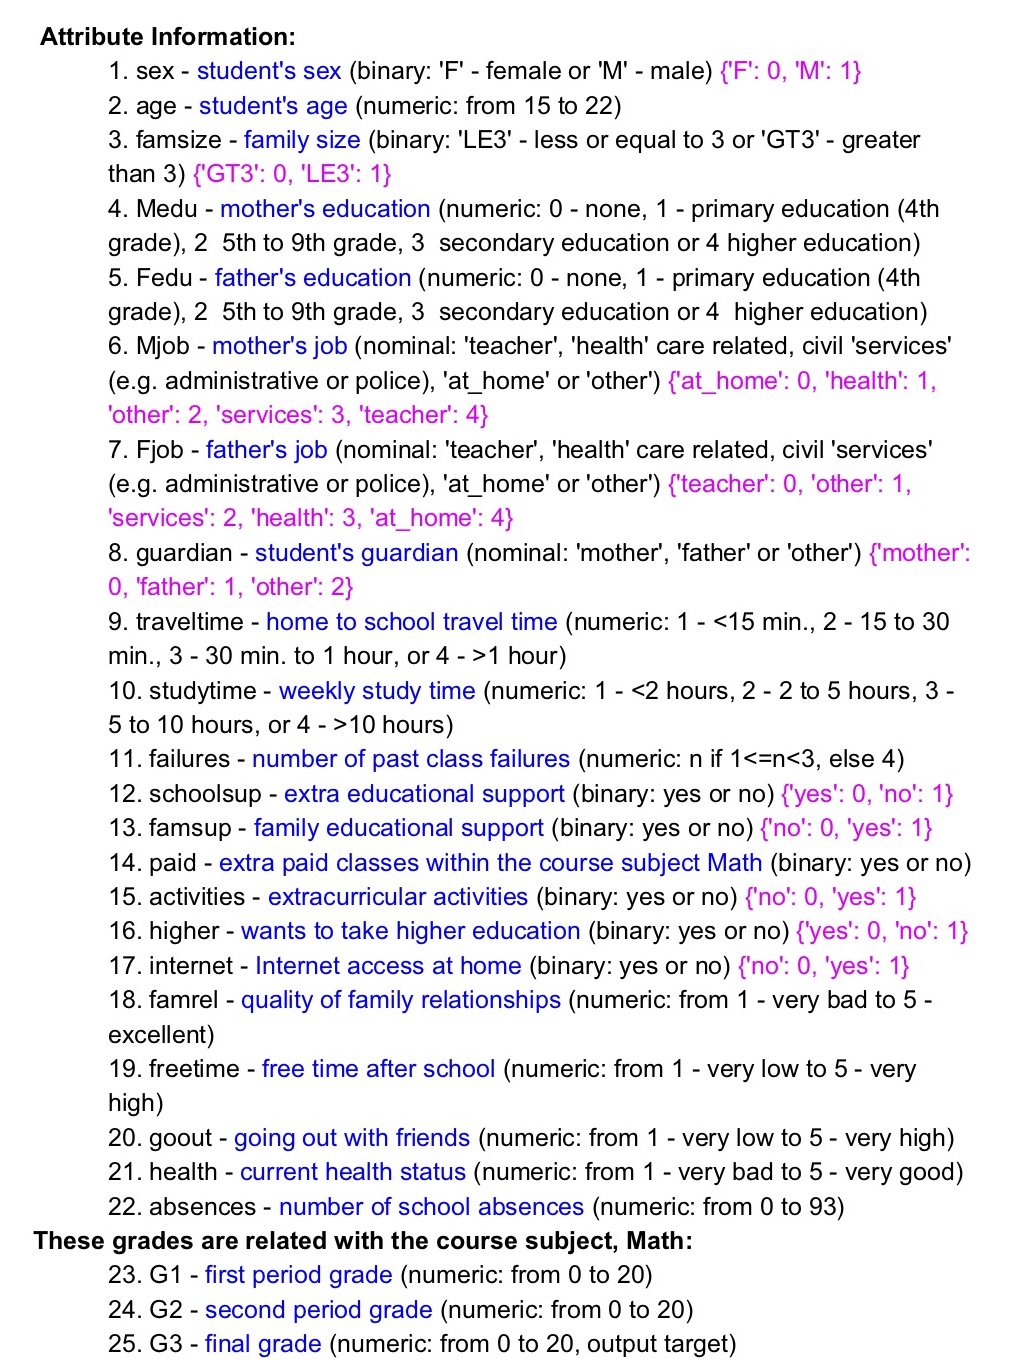 Attribute Information:
1. sex - student's sex (binary: 'F' - female or 'M' - male) {'F': 0, 'M': 1}
2. age - student's age (numeric: from 15 to 22)
3. famsize - family size (binary: 'LE3' - less or equal to 3 or 'GT3' - greater
than 3) {'GT3': 0, 'LE3': 1}
4. Medu - mother's education (numeric: 0 - none, 1 - primary education (4th
grade), 2  5th to 9th grade, 3  secondary education or 4 higher education)
5. Fedu - father's education (numeric: 0 - none, 1 - primary education (4th
grade), 2  5th to 9th grade, 3  secondary education or 4  higher education)
6. Mjob - mother's job (nominal: 'teacher', 'health' care related, civil 'services'
(e.g. administrative or police), 'at_home' or 'other') {'at_home': 0, 'health': 1,
'other': 2, 'services': 3, 'teacher': 4}
7. Fjob - father's job (nominal: 'teacher', 'health' care related, civil 'services'
(e.g. administrative or police), 'at_home' or 'other') {'teacher': 0, 'other': 1,
'services': 2, 'health': 3, 'at_home': 4}
8. guardian - student's guardian (nominal: 'mother', 'father' or 'other') {'mother':
0, 'father': 1, 'other': 2}
9. traveltime - home to school travel time (numeric: 1 - <15 min., 2 - 15 to 30
min., 3 - 30 min. to 1 hour, or 4 - >1 hour)
10. studytime - weekly study time (numeric: 1 - <2 hours, 2 - 2 to 5 hours, 3 -
5 to 10 hours, or 4 - >10 hours)
11. failures - number of past class failures (numeric: n if 1<=n<3, else 4)
12. schoolsup - extra educational support (binary: yes or no) {'yes': 0, 'no': 1}
13. famsup - family educational support (binary: yes or no) {'no': 0, 'yes': 1}
14. paid - extra paid classes within the course subject Math (binary: yes or no)
15. activities - extracurricular activities (binary: yes or no) {'no': 0, 'yes': 1}
16. higher - wants to take higher education (binary: yes or no) {'yes': 0, 'no': 1}
17. internet - Internet access at home (binary: yes or no) {'no': 0, 'yes': 1}
18. famrel - quality of family relationships (numeric: from 1 - very bad to 5 -
excellent)
19. freetime - free time after school (numeric: from 1 - very low to 5 - very
high)
20. goout - going out with friends (numeric: from 1 - very low to 5 - very high)
21. health - current health status (numeric: from 1 - very bad to 5 - very good)
22. absences - number of school absences (numeric: from 0 to 93)
These grades are related with the course subject, Math:
23. G1 - first period grade (numeric: from 0 to 20)
24. G2 - second period grade (numeric: from 0 to 20)
25. G3 - final grade (numeric: from 0 to 20, output target)